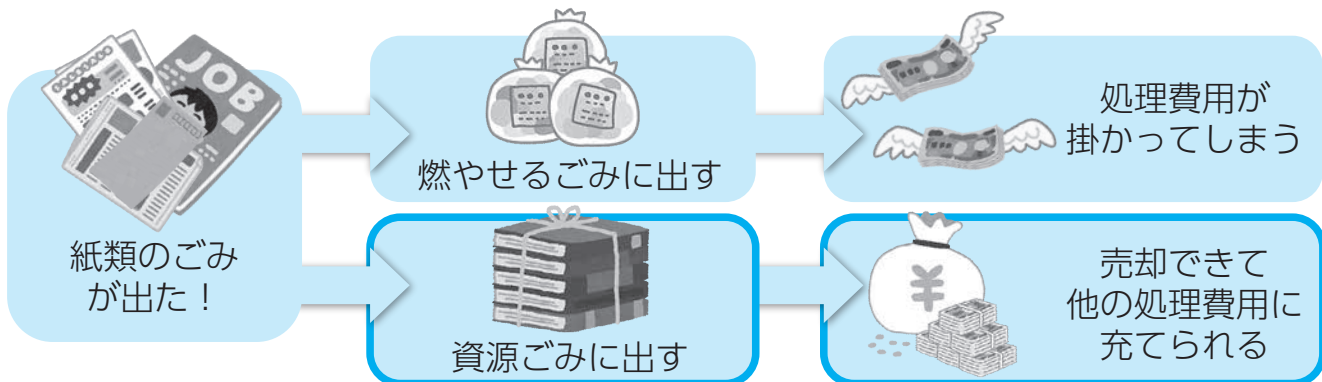 JOB
紙類のごみ
が出た！
燃やせるごみに出す
処理費用が
掛かってしまう
資源ごみに出す
¥
売却できて
他の処理費用に
充てられる